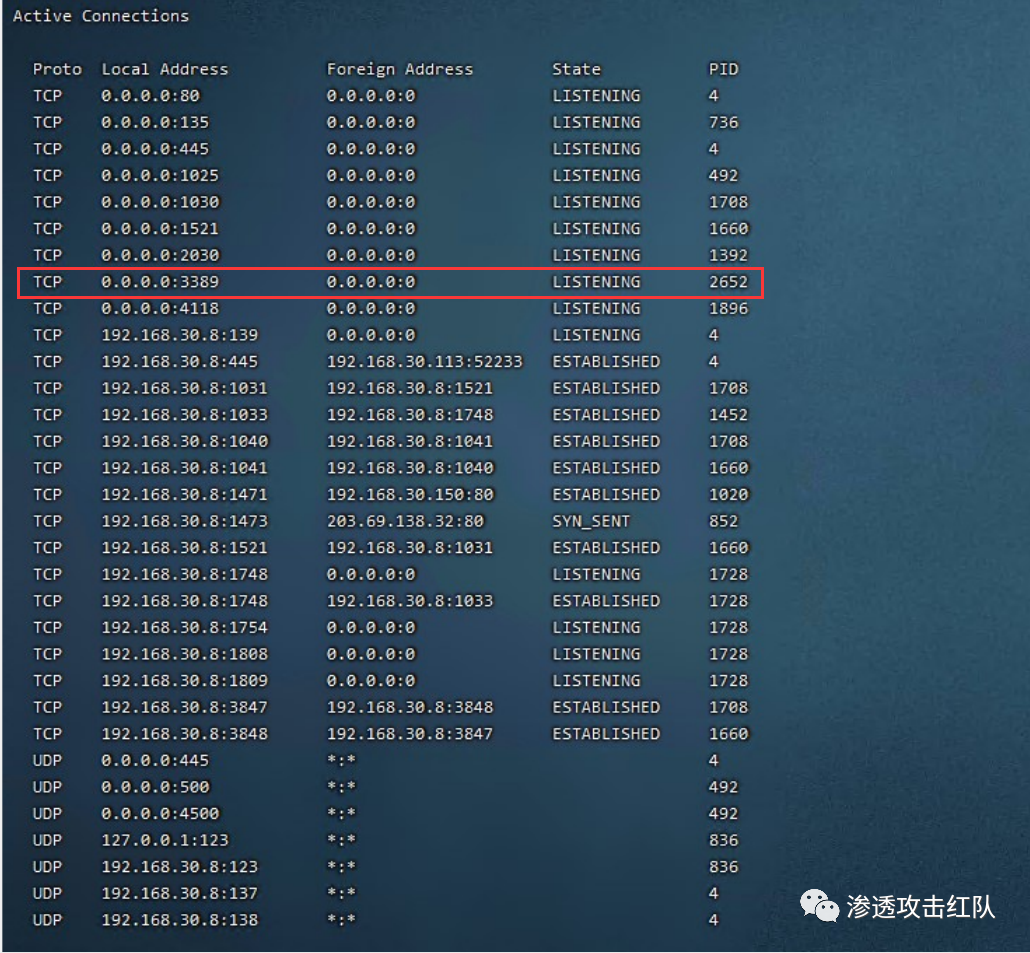 Active Connections
Proto Local Address Foreign Address State PID
TCP 0.0.0.0:80 0.0.0.0:0 LISTENING 4
TCP 0.0.0.0:135 0.0.0.0:0 LISTENING 736
TCP 0.0.0.0:445 0.0.0.0:0 LISTENING 4
TCP 0.0.0.0:1025 0.0.0.0:0 LISTENING 492
TCP 0.0.0.0:1030 0.0.0.0:0 LISTENING 1708
TCP 0.0.0.0:1521 0.0.0.0:0 LISTENING 1660
TCP 0.0.0.0:2030 0.0.0.0:0 LISTENING 1392
TCP 0.0.0.0:3389 0.0.0.0:0 LISTENING 2652
TCP 0.0.0.0:4118 0.0.0.0:0 LISTENING 1896
TCP 192.168.30.8:139 0.0.0.0:0 LISTENING 4
TCP 192.168.30.8:445 192.168.30.113:52233 ESTABLISHED 4
TCP 192.168.30.8:1031 192.168.30.8:1521 ESTABLISHED 1708
TCP 192.168.30.8:1033 192.168.30.8:1748 ESTABLISHED 1452
TCP 192.168.30.8:1040 192.168.30.8:1041 ESTABLISHED 1708
TCP 192.168.30.8:1041 192.168.30.8:1040 ESTABLISHED 1660
TCP 192.168.30.8:1471 192.168.30.150:80 ESTABLISHED 1020
TCP 192.168.30.8:1473 203.69.138.32:80 SYN_SENT 852
TCP 192.168.30.8:1521 192.168.30.8:1031 ESTABLISHED 1660
TCP 192.168.30.8:1748 0.0.0.0:0 LISTENING 1728
TCP 192.168.30.8:1748 192.168.30.8:1033 ESTABLISHED 1728
TCP 192.168.30.8:1754 0.0.0.0:0 LISTENING 1728
TCP 192.168.30.8:1808 0.0.0.0:0 LISTENING 1728
TCP 192.168.30.8:1809 0.0.0.0:0 LISTENING 1728
TCP 192.168.30.8:3847 192.168.30.8:3848 ESTABLISHED 1708
TCP 192.168.30.8:3848 192.168.30.8:3847 ESTABLISHED 1660
UDP 0.0.0.0:445 *:* 4
UDP 0.0.0.0:500 *:* 492
UDP 0.0.0.0:4500 *:* 492
UDP 127.0.0.1:123 *:* 836
UDP 192.168.30.8:123 *:* 836
UDP 192.168.30.8:137 *:* 4
UDP 192.168.30.8:138 *:* 4
渗透攻击红队